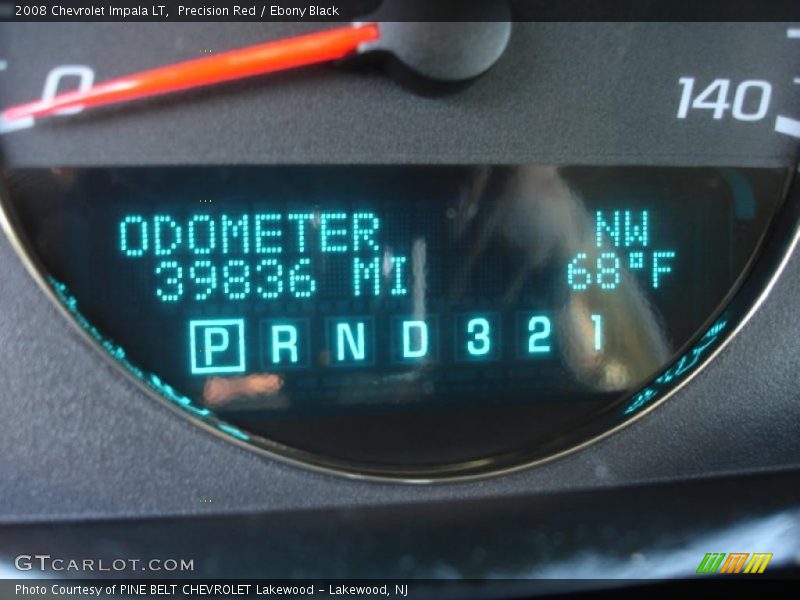 2008 Chevrolet Impala LT,  Precision Red / Ebony Black
0
140
ODOMETER NW
39836 MI 68°F
P R N D 3 2 1
GTCARLOT.COM
Photo Courtesy of PINE BELT CHEVROLET Lakewood - Lakewood, NJ